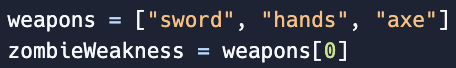 weapons = ["sword", "hands", "axe"]
zombieWeakness = weapons[0]